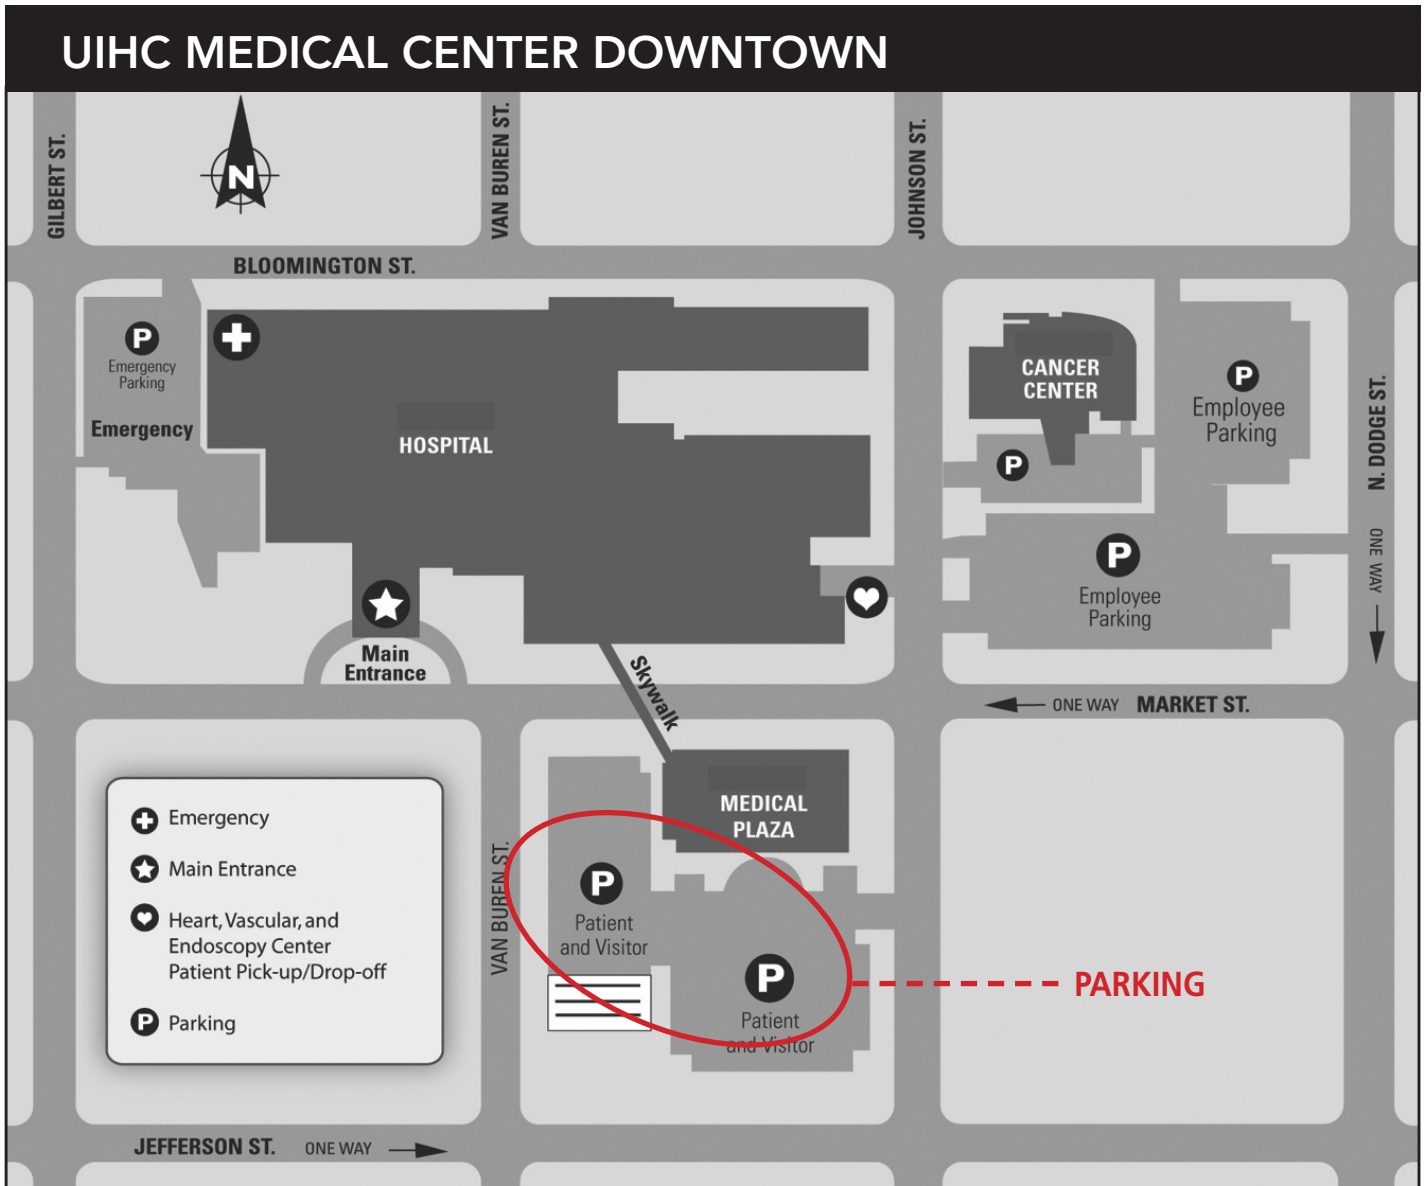 UIHC MEDICAL CENTER DOWNTOWN
GILBERT ST.
N
VAN BUREN ST.
JOHNSON ST.
BLOOMINGTON ST.
P
Emergency
Parking
Emergency
HOSPITAL
CANCER
CENTER
P
P
Employee
Parking
N. DODGE ST.
ONE WAY
P
Employee
Parking
Main
Entrance
Skywalk
ONE WAY MARKET ST.
Emergency
Main Entrance
Heart, Vascular, and
Endoscopy Center
Patient Pick-up/Drop-off
P Parking
VAN BUREN ST.
MEDICAL
PLAZA
P
Patient
and Visitor
P
Patient
and Visitor
PARKING
JEFFERSON ST. ONE WAY